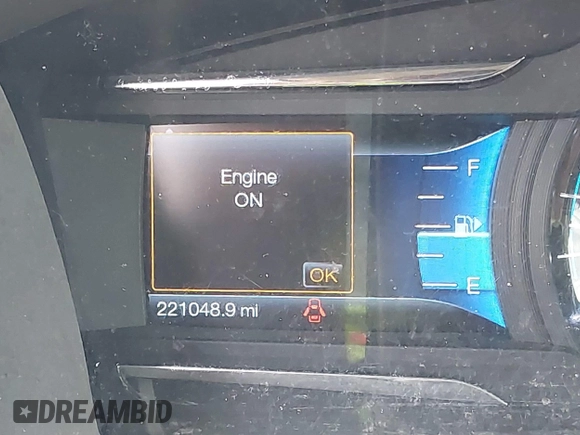 Engine
ON
OK
F
E
221048.9 mi
DREAMBID